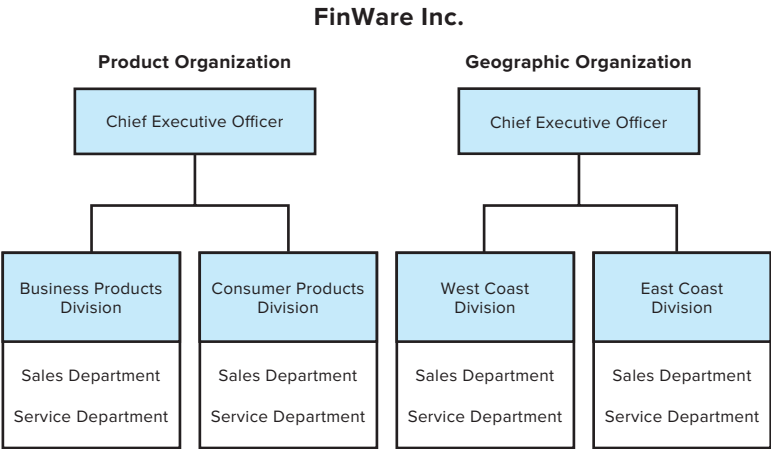 FinWare Inc.
Product Organization
Chief Executive Officer
Business Products
Division
Sales Department
Service Department
Consumer Products
Division
Sales Department
Service Department
Geographic Organization
Chief Executive Officer
West Coast
Division
Sales Department
Service Department
East Coast
Division
Sales Department
Service Department